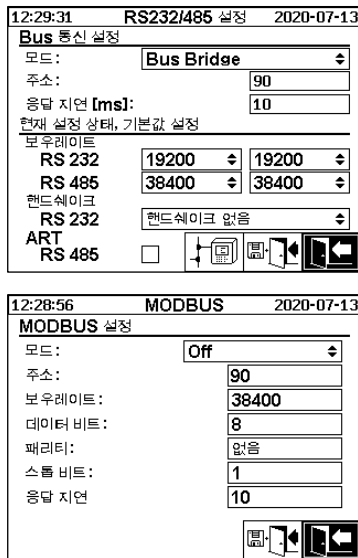 12:29:31 RS232/485 설정 2020-07-13
Bus 통신 설정
모드: Bus Bridge
주소: 90
응답 지연 [ms]: 10
현재 설정 상태, 기본값 설정
보우레이트
RS 232 19200 19200
RS 485 38400 38400
핸드쉐이크
RS 232 핸드쉐이크 없음
ART
RS 485
12:28:56 MODBUS 2020-07-13
MODBUS 설정
모드: Off
주소: 90
보우레이트: 38400
데이터 비트: 8
패리티: 없음
스톱 비트: 1
응답 지연 10